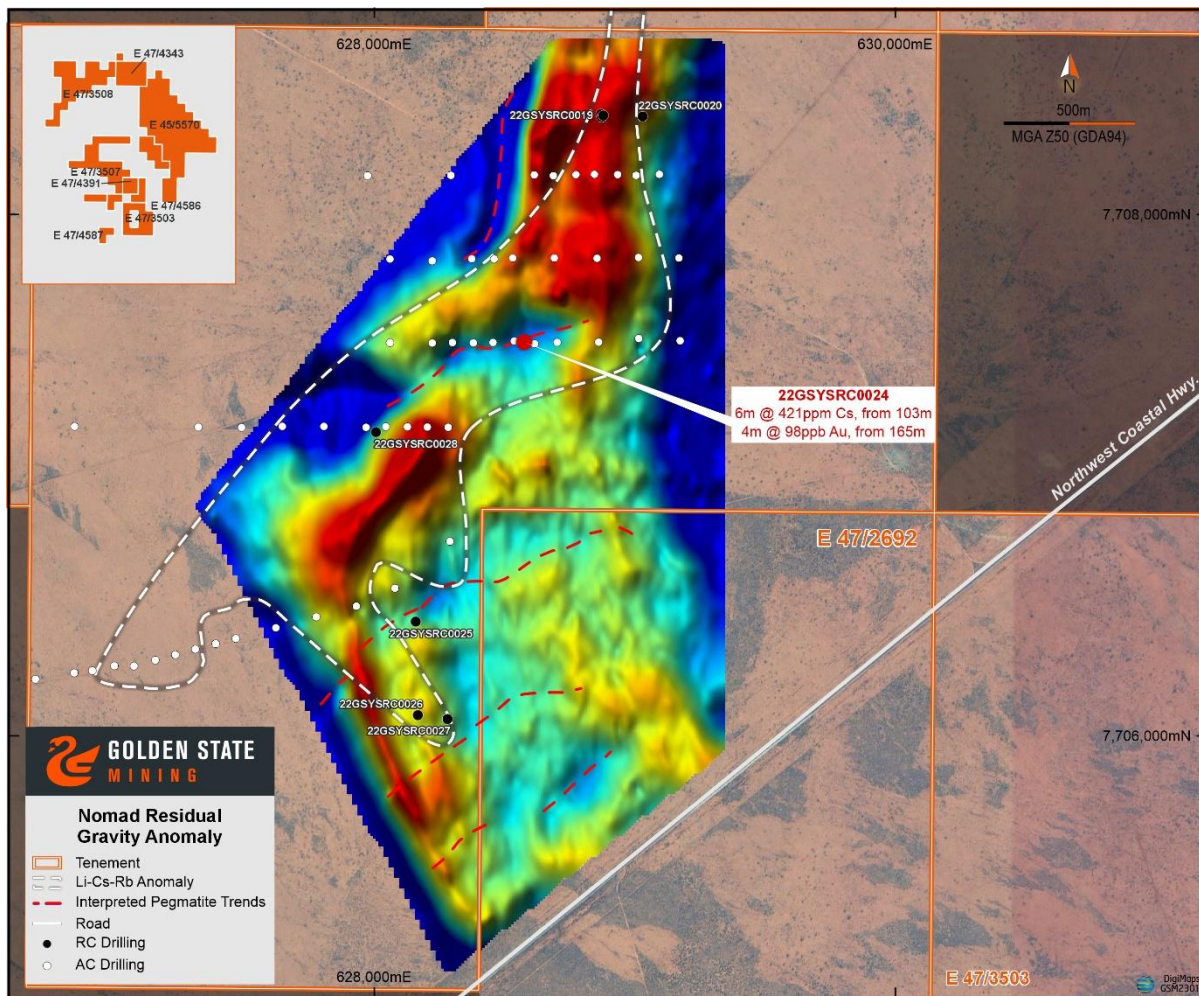 E 47/4343
E 47/3508
E 45/5570
E 47/3507
E 47/4391
E 47/4586
E 47/3503
E 47/4587
628,000mE
630,000mE
N
500m
MGA Z50 (GDA94)
22GSYSRC0019
22GSYSRC0020
7,708,000mN
22GSYSRC0024
6m @ 421ppm Cs, from 103m
4m @ 98ppb Au, from 165m
Northwest Coastal Hwy.
22GSYSRC0028
E 47/2692
22GSYSRC0025
22GSYSRC0026
22GSYSRC0027
7,706,000mN
GOLDEN STATE
MINING
Nomad Residual
Gravity Anomaly
Tenement
Li-Cs-Rb Anomaly
Interpreted Pegmatite Trends
Road
RC Drilling
AC Drilling
628,000mE
E 47/3503
DigiMaps
GSM2301